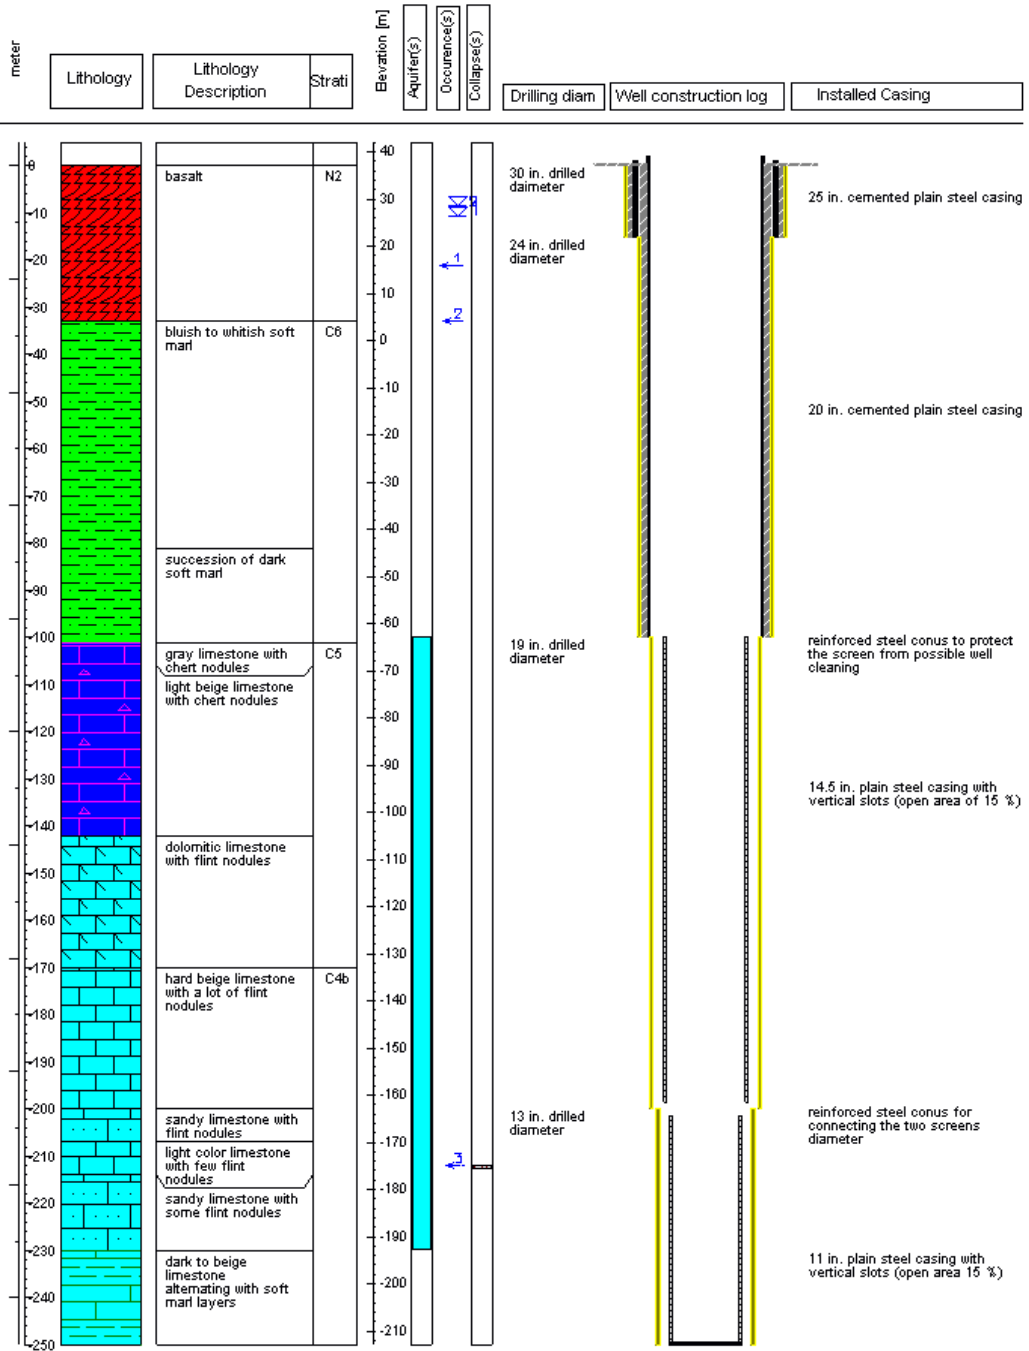 meter
Lithology
Lithology
Description
Strati
Elevation [m]
Aquifer(s)
Occurence(s)
Collapse(s)
Drilling diam
Well construction log
Installed Casing
0
-10
-20
-30
-40
-50
-60
-70
-80
-90
-100
-110
-120
-130
-140
-150
-160
-170
-180
-190
-200
-210
-220
-230
-240
-250
basalt
N2
bluish to whitish soft
marl
C6
succession of dark
soft marl
gray limestone with
chert nodules
C5
light beige limestone
with chert nodules
dolomitic limestone
with flint nodules
hard beige limestone
with a lot of flint
nodules
C4b
sandy limestone with
flint nodules
light color limestone
with few flint
nodules
sandy limestone with
some flint nodules
dark to beige
limestone
alternating with soft
marl layers
40
30
20
10
0
-10
-20
-30
-40
-50
-60
-70
-80
-90
-100
-110
-120
-130
-140
-150
-160
-170
-180
-190
-200
-210
1
2
3
30 in. drilled
daimeter
24 in. drilled
diameter
19 in. drilled
diameter
13 in. drilled
diameter
25 in. cemented plain steel casing
20 in. cemented plain steel casing
reinforced steel conus to protect
the screen from possible well
cleaning
14.5 in. plain steel casing with
vertical slots (open area of 15 %)
reinforced steel conus for
connecting the two screens
diameter
11 in. plain steel casing with
vertical slots (open area 15 %)